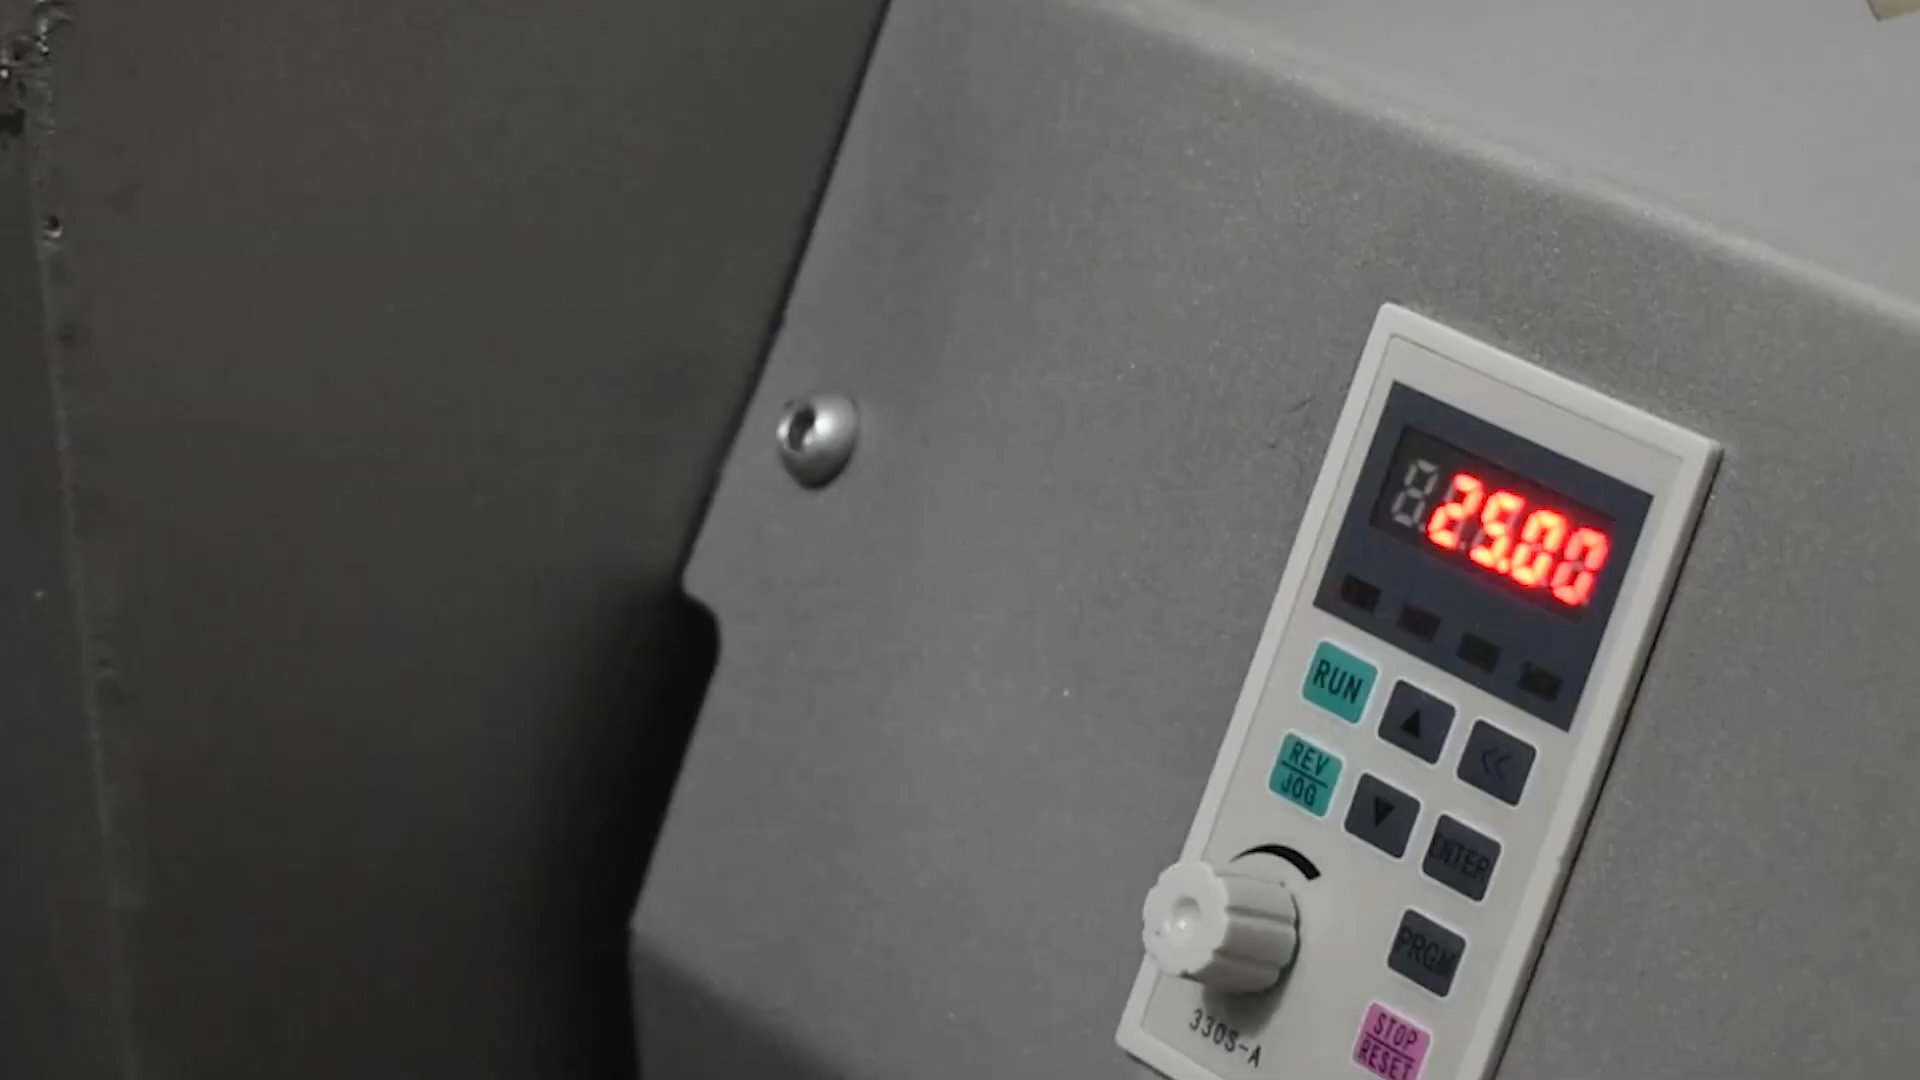 25.00
RUN
▲
<<
REV
JOG
▼
ENTER
PRGM
330S-A
STOP
RESET